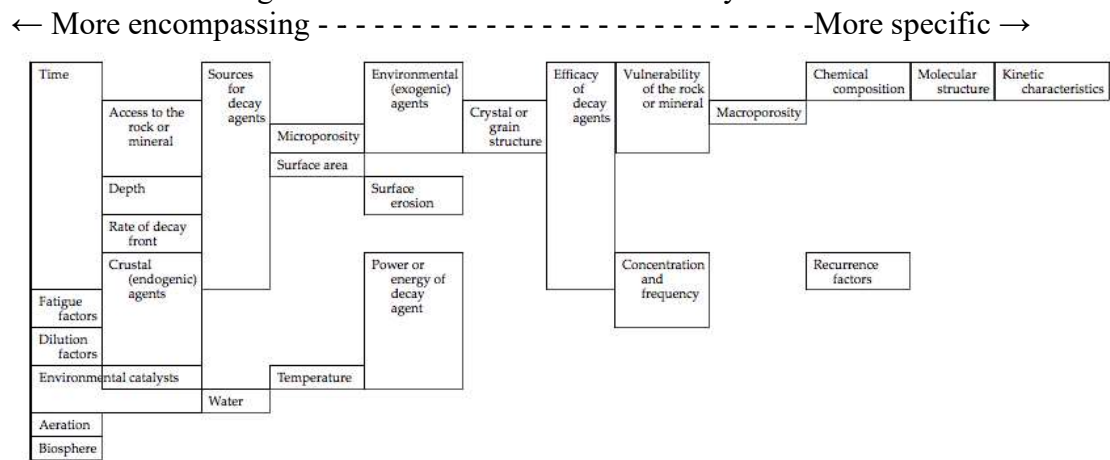 ← More encompassing - - - - - - - - - - - - - - - - - - - - - - - - - - - -More specific →
Time
Sources
for
decay
agents
Environmental
(exogenic)
agents
Efficacy
of
decay
agents
Vulnerability
of the rock
or mineral
Chemical
composition
Molecular
structure
Kinetic
characteristics
Access to the
rock or
mineral
Microporosity
Crystal or
grain
structure
Macroporosity
Surface area
Depth
Surface
erosion
Rate of decay
front
Crustal
(endogenic)
agents
Power or
energy of
decay
agent
Concentration
and
frequency
Recurrence
factors
Fatigue
factors
Dilution
factors
Environmental catalysts
Temperature
Water
Aeration
Biosphere